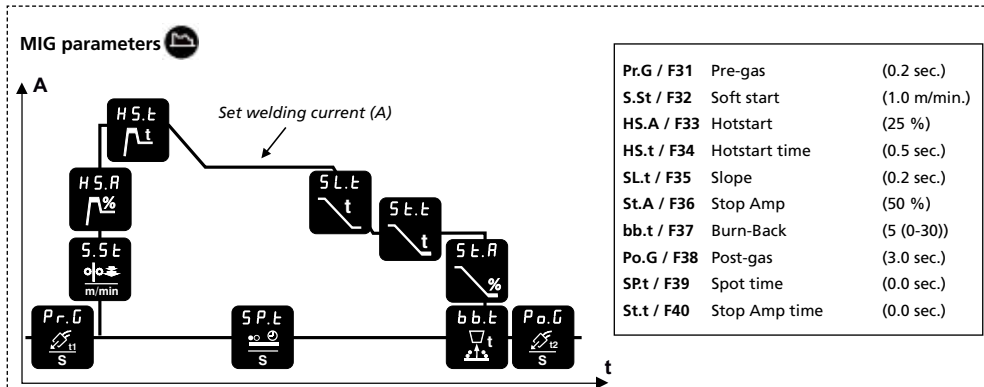 MIG parameters
A
HS.t
t
Set welding current (A)
HS.A
%
SL.t
t
St.t
t
S.St
m/min
St.A
%
Pr.G
t1
S
SP.t
S
bb.t
t
Po.G
t2
S
t
Pr.G / F31 Pre-gas (0.2 sec.)
S.St / F32 Soft start (1.0 m/min.)
HS.A / F33 Hotstart (25 %)
HS.t / F34 Hotstart time (0.5 sec.)
SL.t / F35 Slope (0.2 sec.)
St.A / F36 Stop Amp (50 %)
bb.t / F37 Burn-Back (5 (0-30))
Po.G / F38 Post-gas (3.0 sec.)
SP.t / F39 Spot time (0.0 sec.)
St.t / F40 Stop Amp time (0.0 sec.)